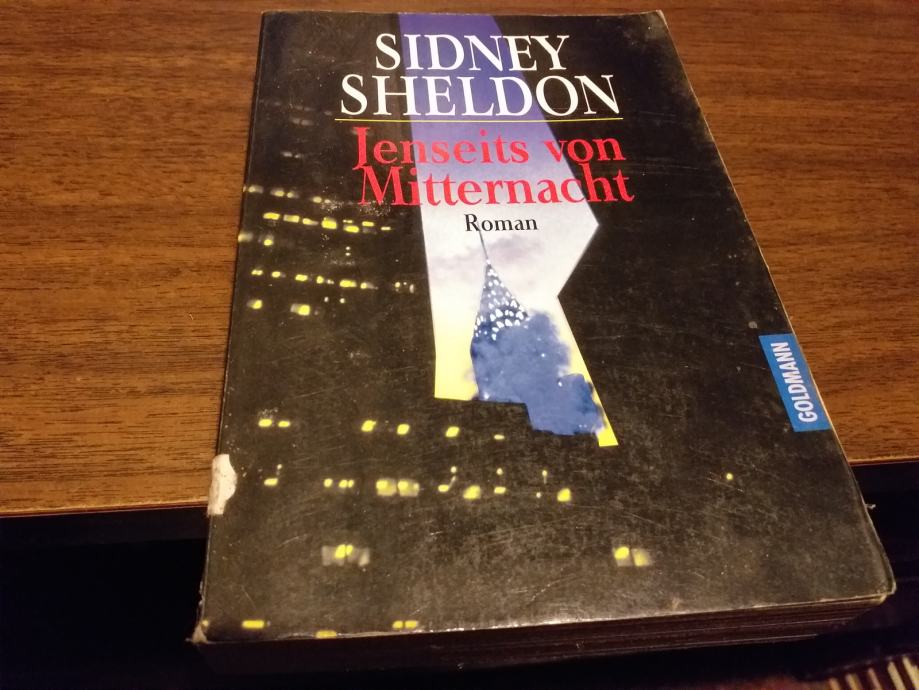 SIDNEY
SHELDON
Jenseits von
Mitternacht
Roman
GOLDMANN